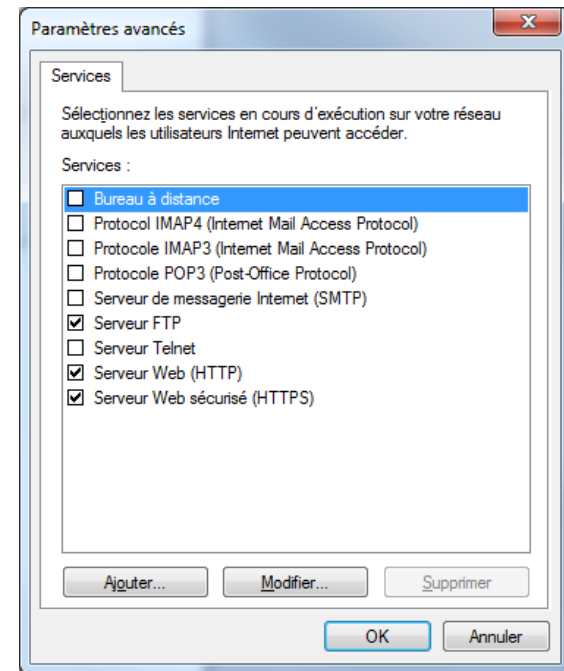 Paramètres avancés
Services
Sélectionnez les services en cours d'exécution sur votre réseau
auxquels les utilisateurs Internet peuvent accéder.
Services :
Bureau à distance
Protocol IMAP4 (Internet Mail Access Protocol)
Protocole IMAP3 (Internet Mail Access Protocol)
Protocole POP3 (Post-Office Protocol)
Serveur de messagerie Internet (SMTP)
Serveur FTP
Serveur Telnet
Serveur Web (HTTP)
Serveur Web sécurisé (HTTPS)
Ajouter... Modifier... Supprimer
OK Annuler